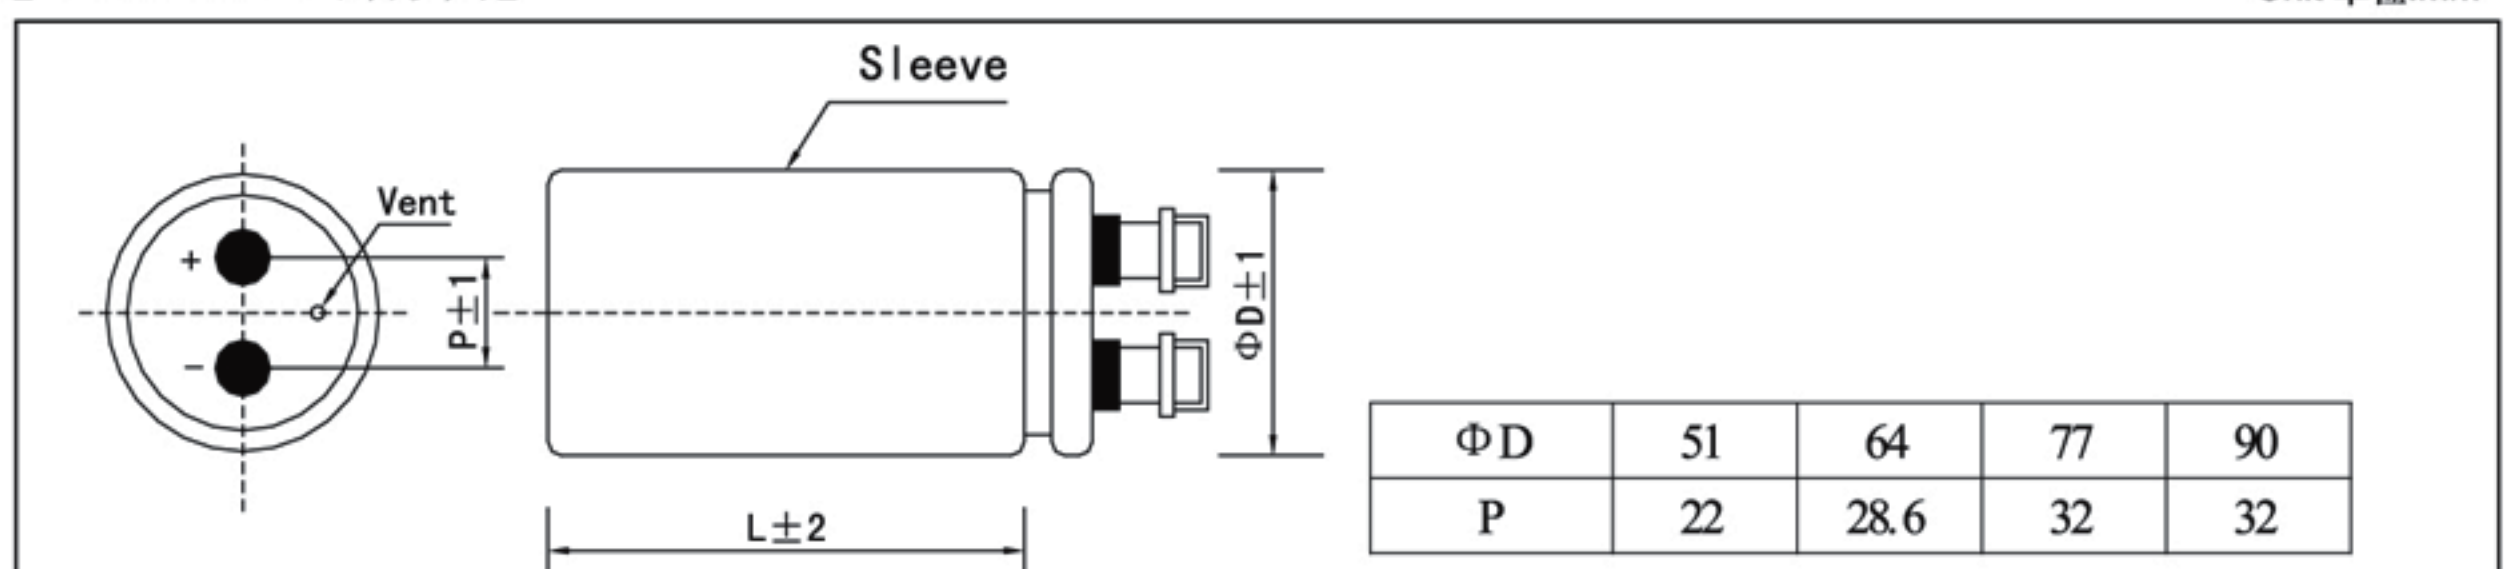 Sleeve
Vent
+
P±1
-
ΦD±1
L±2
ΦD 51 64 77 90
P 22 28.6 32 32